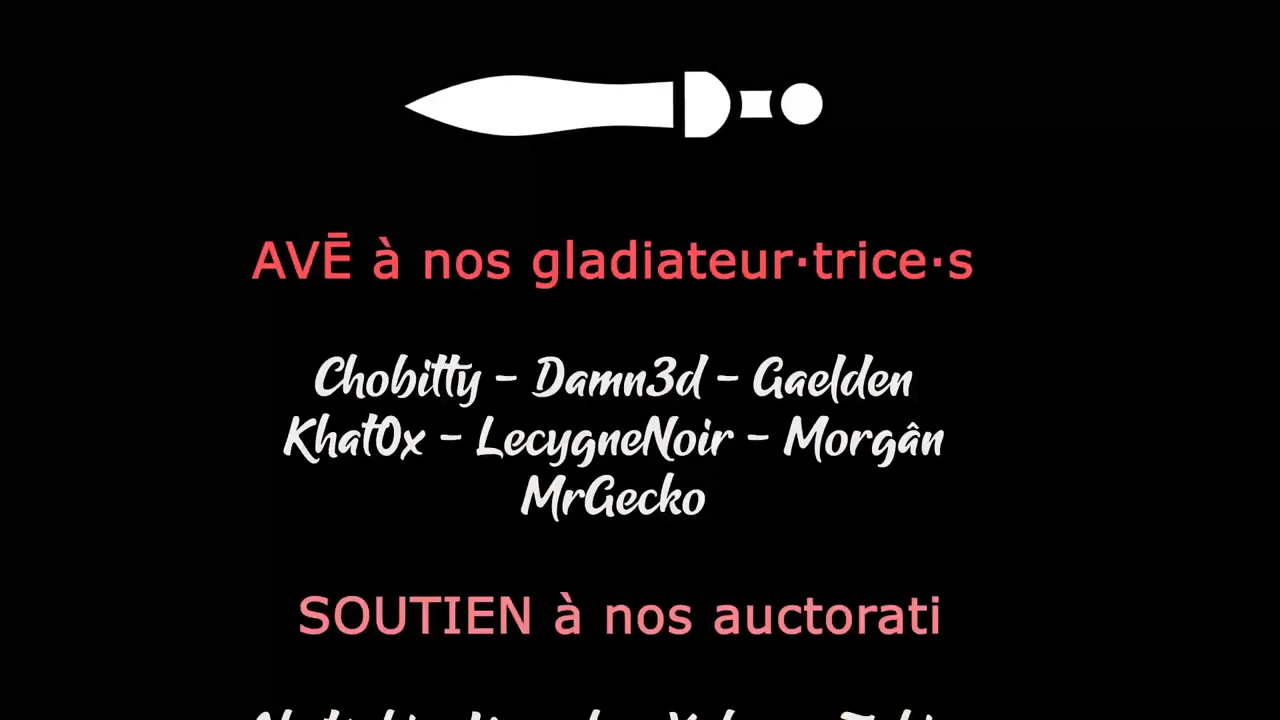 AVĒ à nos gladiateur·trice·s
Chobitty - Damn3d - Gaelden
Khat0x - LecygneNoir - Morgân
MrGecko
SOUTIEN à nos auctorati